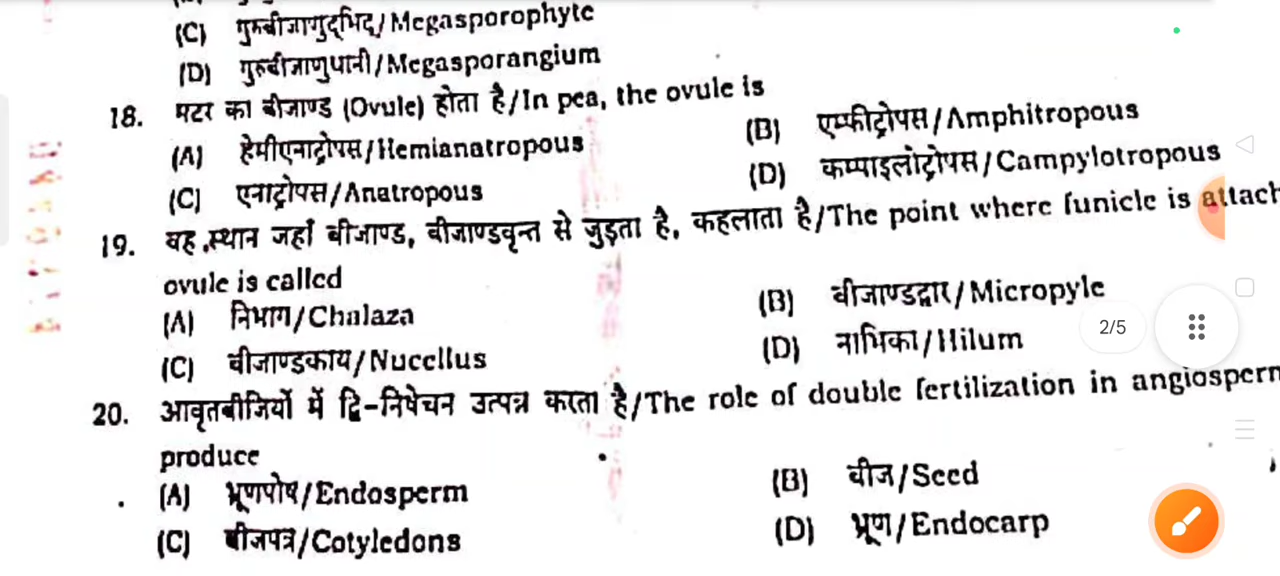 (C) गुरुबीजाणुद्भिद्/Megasporophyte
(D) गुरुबीजाणुधानी/Megasporangium
18. मटर का बीजाण्ड (Ovule) होता है/In pea, the ovule is
(A) हेमीएनाट्रोपस/Hemianatropous
(B) एम्फीट्रोपस/Amphitropous
(C) एनाट्रोपस/Anatropous
(D) कम्पाइलोट्रोपस/Campylotropous
19. वह स्थान जहाँ बीजाण्ड, बीजाण्डवृन्त से जुड़ता है, कहलाता है/The point where funicle is attach
ovule is called
(A) निभाग/Chalaza
(B) बीजाण्डद्वार/Micropyle
(C) बीजाण्डकाय/Nucellus
(D) नाभिका/Hilum
2/5
20. आवृतबीजियों में द्वि-निषेचन उत्पन्न करता है/The role of double fertilization in angiosperm
produce
(A) भ्रूणपोष/Endosperm
(B) बीज/Seed
(C) बीजपत्र/Cotyledons
(D) भ्रूण/Endocarp